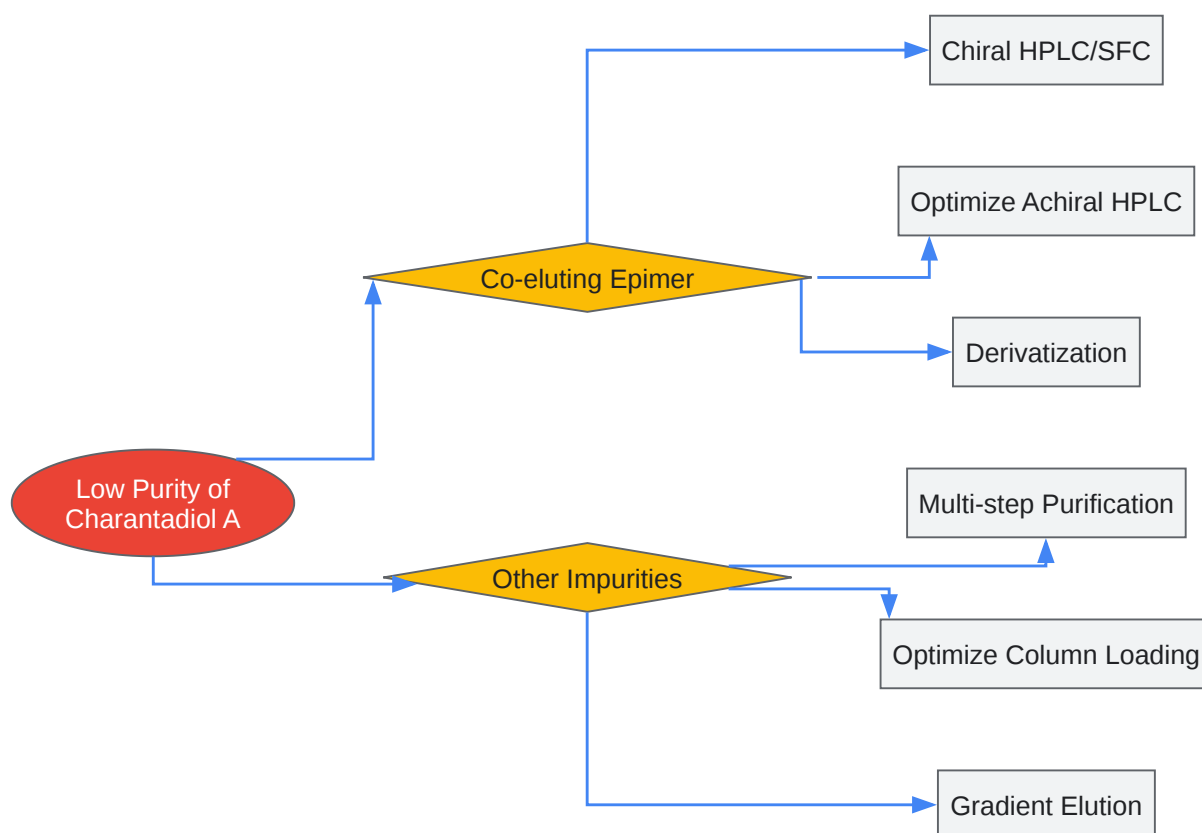 Chiral HPLC/SFC
Optimize Achiral HPLC
Co-eluting Epimer
Derivatization
Low Purity of
Charantadiol A
Multi-step Purification
Other Impurities
Optimize Column Loading
Gradient Elution